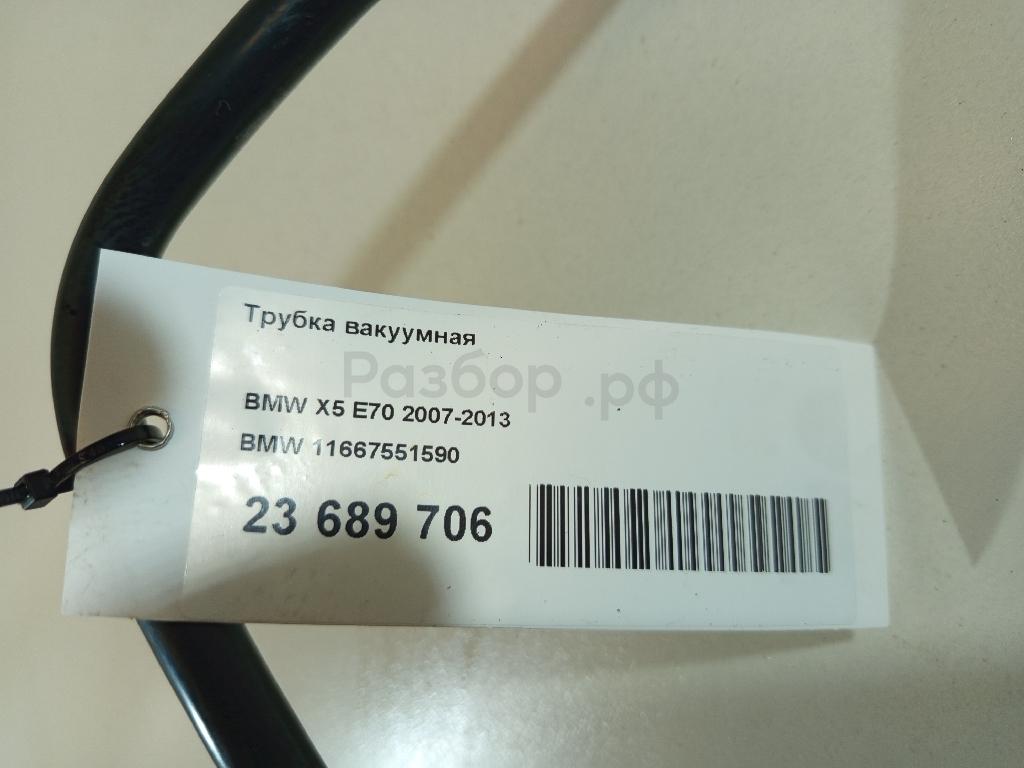 Трубка вакуумная
Разбор .рф
BMW X5 E70 2007-2013
BMW 11667551590
23 689 706